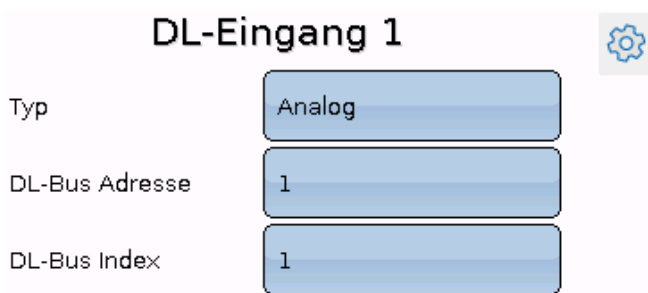 DL-Eingang 1
Typ Analog
DL-Bus Adresse 1
DL-Bus Index 1